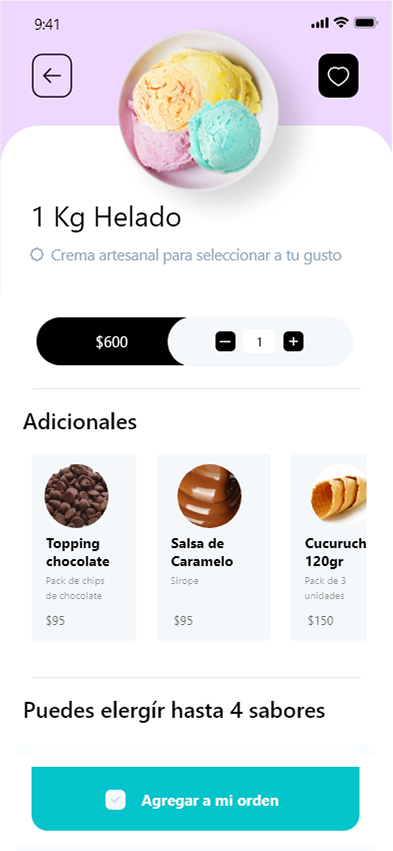 9:41
1 Kg Helado
Crema artesanal para seleccionar a tu gusto
$600
1
Adicionales
Topping
chocolate
Pack de chips
de chocolate
$95
Salsa de
Caramelo
Sirope
$95
Cucuruch
120gr
Pack de 3
unidades
$150
Puedes elergír hasta 4 sabores
Agregar a mi orden